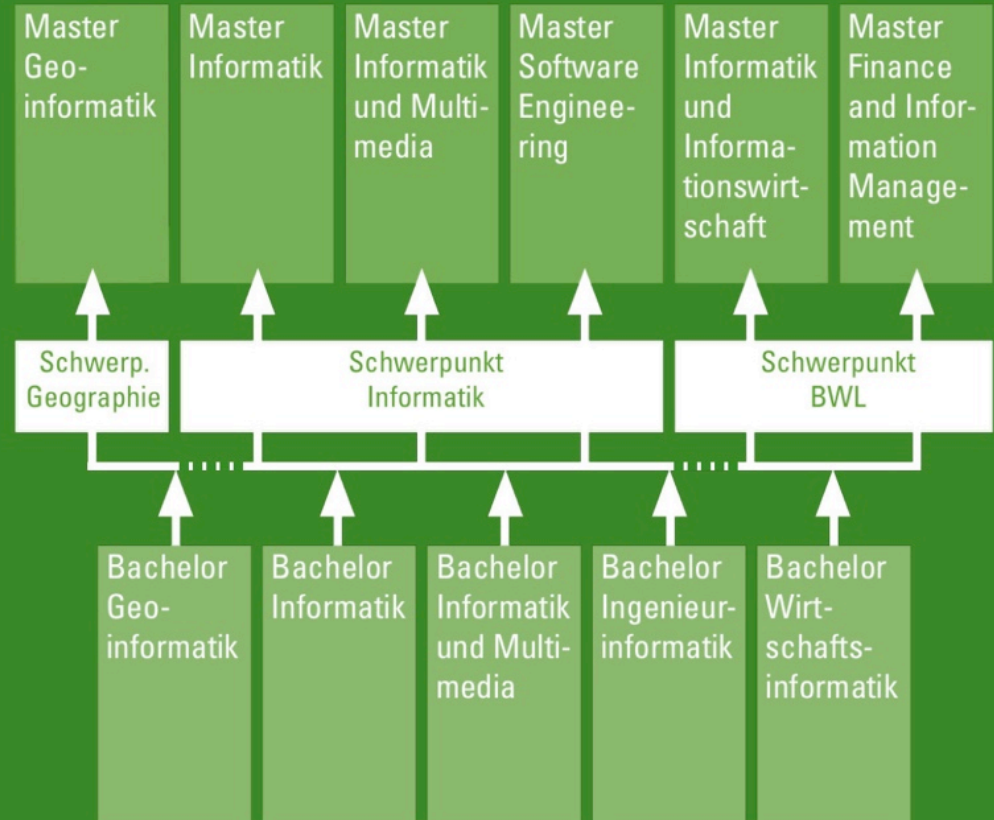 Master
Geo-
informatik
Master
Informatik
Master
Informatik
und Multi-
media
Master
Software
Enginee-
ring
Master
Informatik
und
Informa-
tionswirt-
schaft
Master
Finance
and Infor-
mation
Manage-
ment
Schwerp.
Geographie
Schwerpunkt
Informatik
Schwerpunkt
BWL
Bachelor
Geo-
informatik
Bachelor
Informatik
Bachelor
Informatik
und Multi-
media
Bachelor
Ingenieur-
informatik
Bachelor
Wirt-
schafts-
informatik